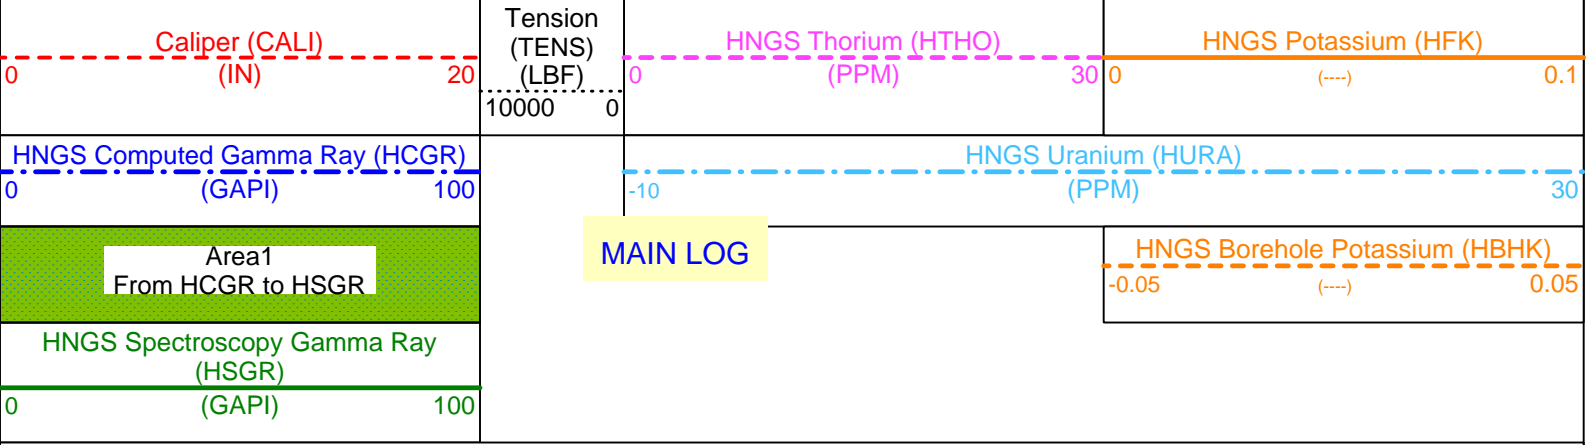 Caliper (CALI)
0 (IN) 20
Tension
(TENS)
(LBF)
10000 0
HNGS Thorium (HTHO)
0 (PPM) 30
HNGS Potassium (HFK)
0 (----) 0.1
HNGS Computed Gamma Ray (HCGR)
0 (GAPI) 100
HNGS Uranium (HURA)
-10 (PPM) 30
Area1
From HCGR to HSGR
MAIN LOG
HNGS Borehole Potassium (HBHK)
-0.05 (----) 0.05
HNGS Spectroscopy Gamma Ray
(HSGR)
0 (GAPI) 100